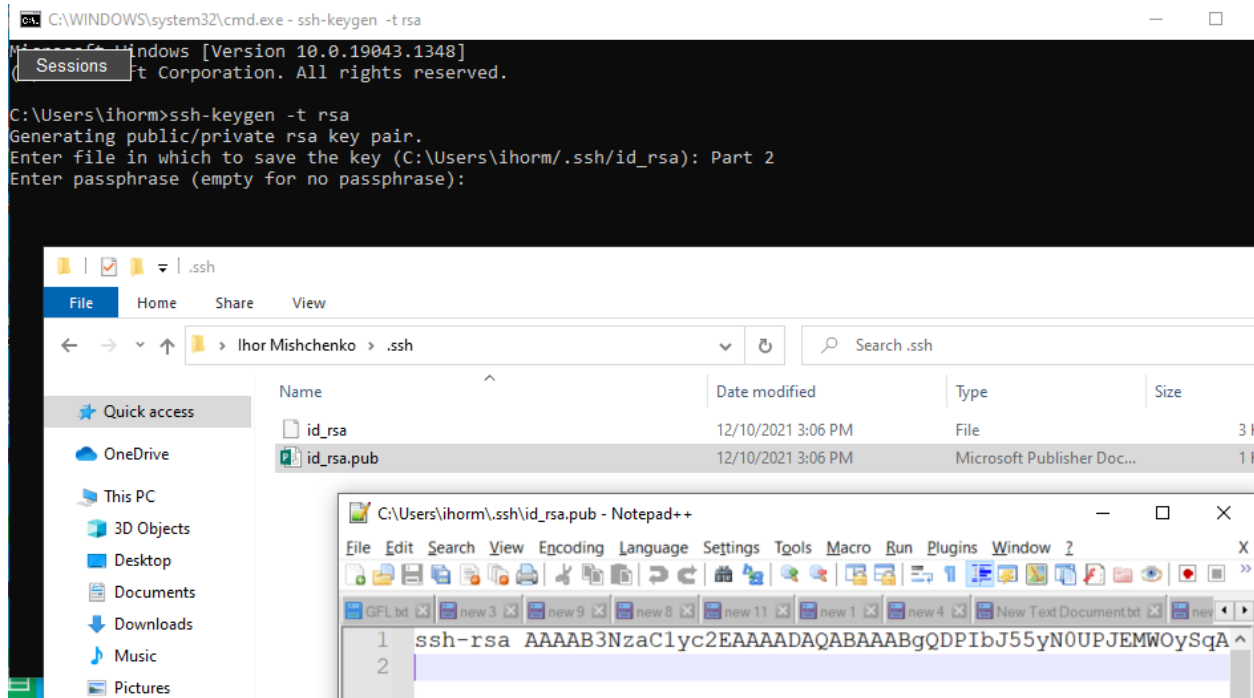 C:\WINDOWS\system32\cmd.exe - ssh-keygen -t rsa
Windows [Version 10.0.19043.1348]
Sessions
Corporation. All rights reserved.
C:\Users\ihorm>ssh-keygen -t rsa
Generating public/private rsa key pair.
Enter file in which to save the key (C:\Users\ihorm/.ssh/id_rsa): Part 2
Enter passphrase (empty for no passphrase):
.ssh
File Home Share View
Ihor Mishchenko > .ssh
Search .ssh
Name Date modified Type Size
Quick access
id_rsa 12/10/2021 3:06 PM File 3
OneDrive
id_rsa.pub 12/10/2021 3:06 PM Microsoft Publisher Doc... 1
This PC
3D Objects
Desktop
Documents
Downloads
Music
Pictures
C:\Users\ihorm\.ssh\id_rsa.pub - Notepad++
File Edit Search View Encoding Language Settings Tools Macro Run Plugins Window ? X
GFL.txt new 3 new 9 new 8 new 11 new 1 new 4 New Text Document.txt new
1 ssh-rsa AAAAB3NzaC1yc2EAAAADAQABAAABgQDPIbJ55yN0UPJEMWOySqA
2